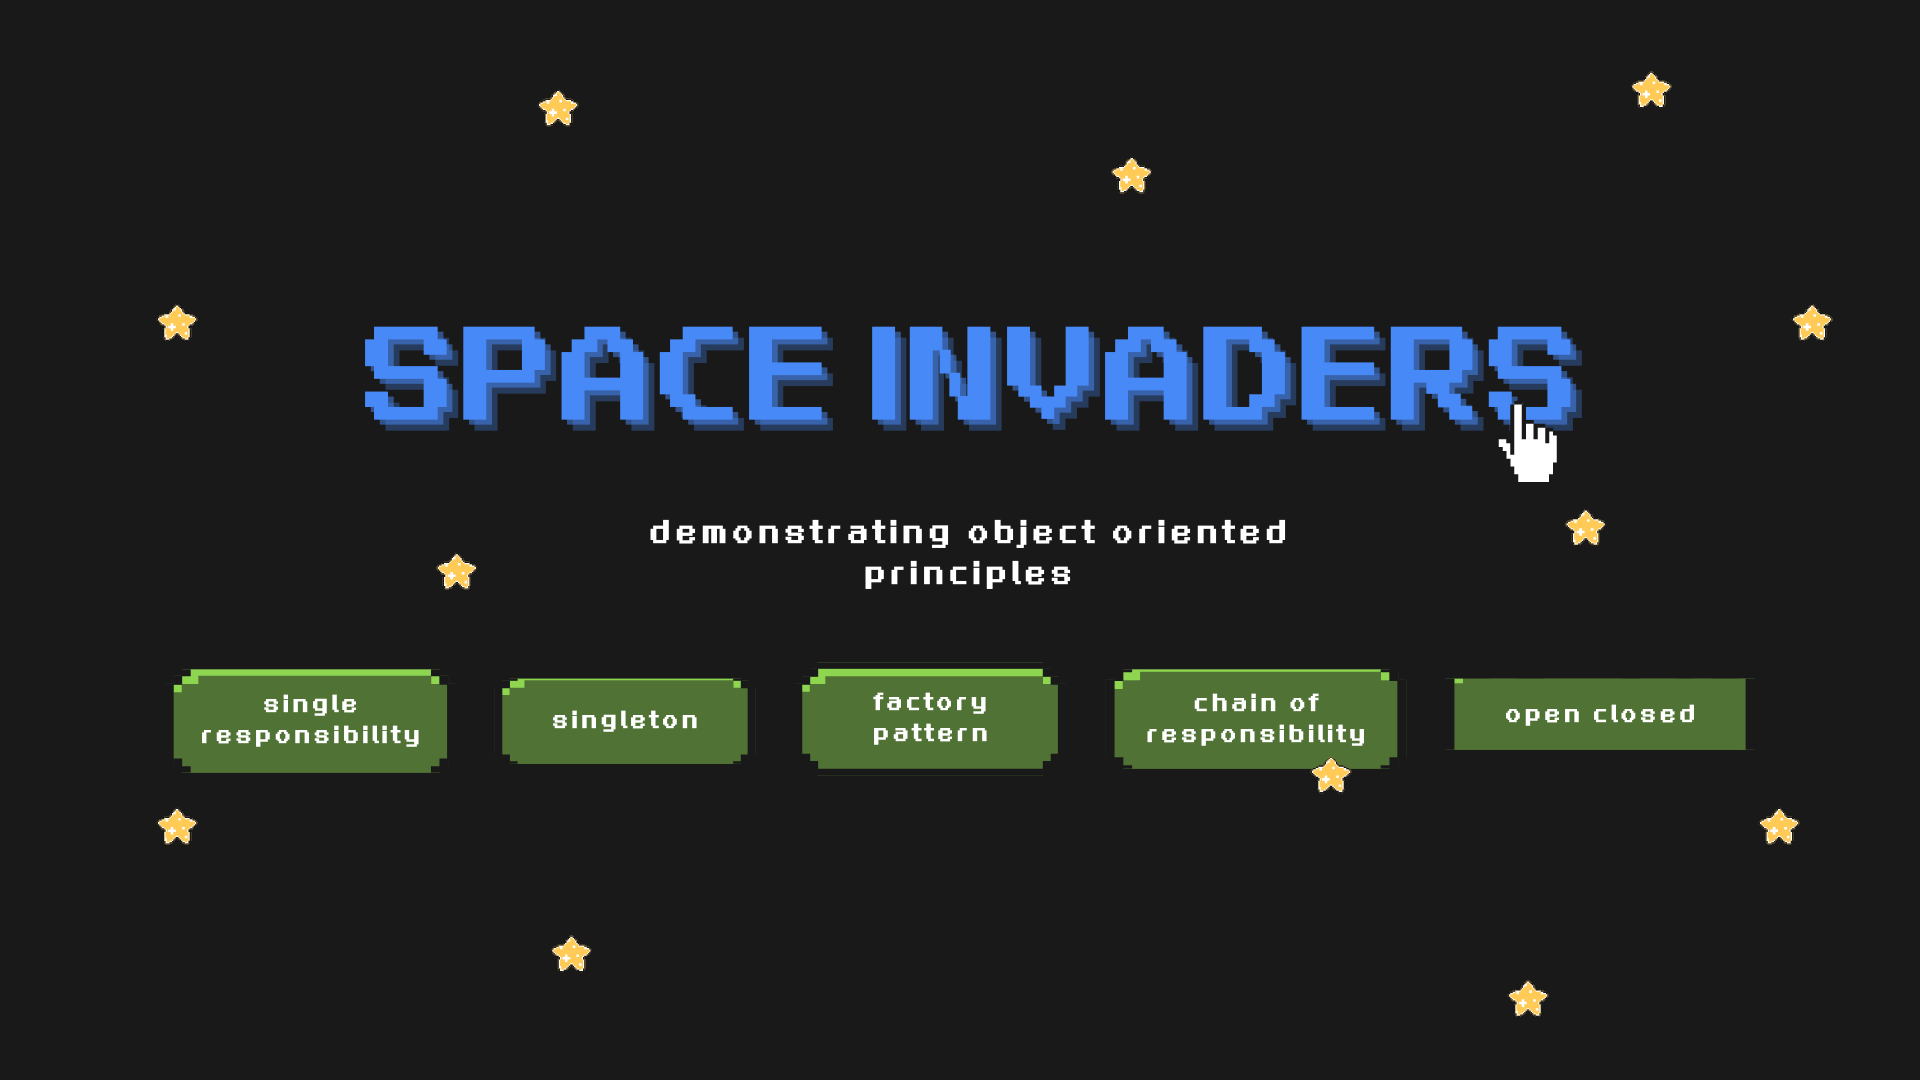 SPACE INVADERS
demonstrating object oriented
principles
single
responsibility
singleton
factory
pattern
chain of
responsibility
open closed